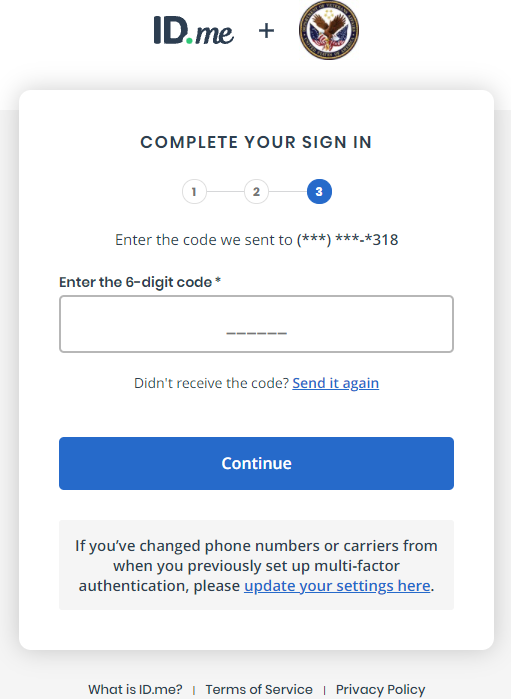 ID.me +
COMPLETE YOUR SIGN IN
1 2 3
Enter the code we sent to (***) ***-*318
Enter the 6-digit code *
______
Didn't receive the code? Send it again
Continue
If you’ve changed phone numbers or carriers from
when you previously set up multi-factor
authentication, please update your settings here.
What is ID.me? | Terms of Service | Privacy Policy